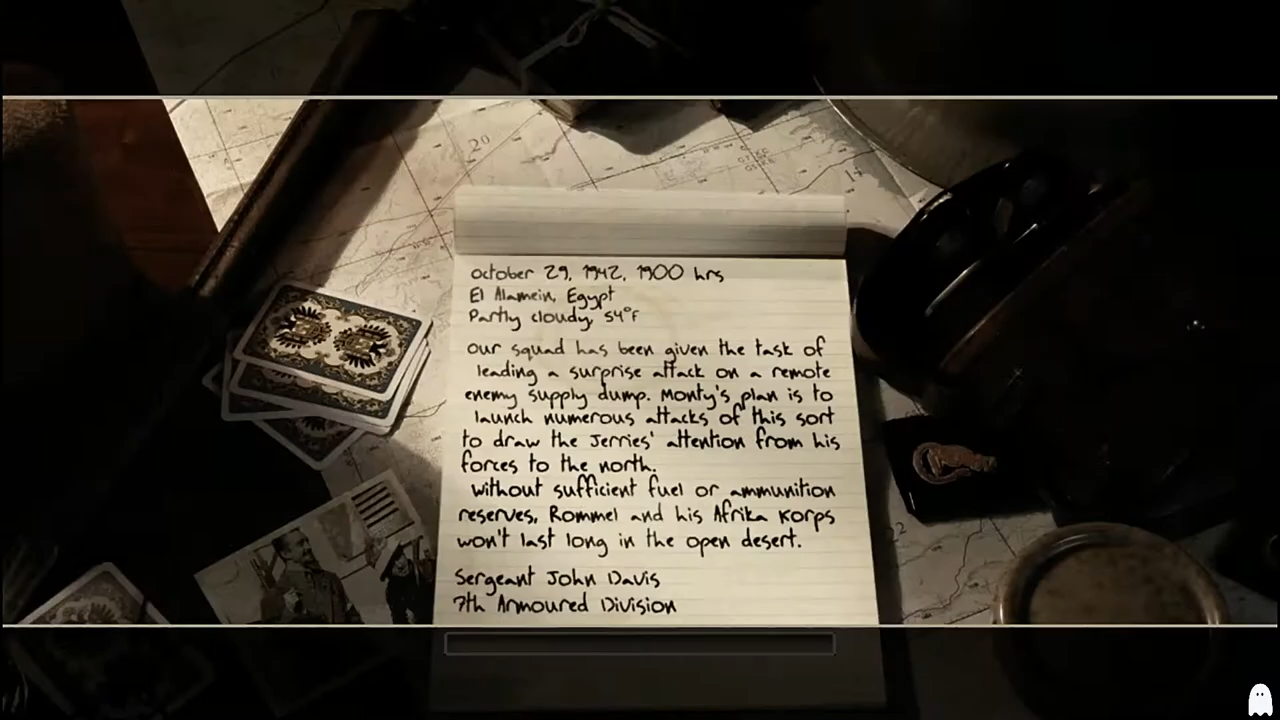 October 29, 1942, 1900 hrs
El Alamein, Egypt
Partly cloudy, 54°F
Our squad has been given the task of
leading a surprise attack on a remote
enemy supply dump. Monty's plan is to
launch numerous attacks of this sort
to draw the Jerries' attention from his
forces to the north.
Without sufficient fuel or ammunition
reserves, Rommel and his Afrika Korps
won't last long in the open desert.
Sergeant John Davis
7th Armoured Division
20